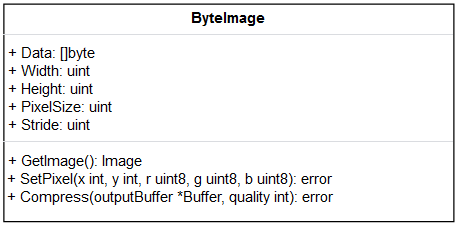 ByteImage
+ Data: []byte
+ Width: uint
+ Height: uint
+ PixelSize: uint
+ Stride: uint
+ GetImage(): Image
+ SetPixel(x int, y int, r uint8, g uint8, b uint8): error
+ Compress(outputBuffer *Buffer, quality int): error